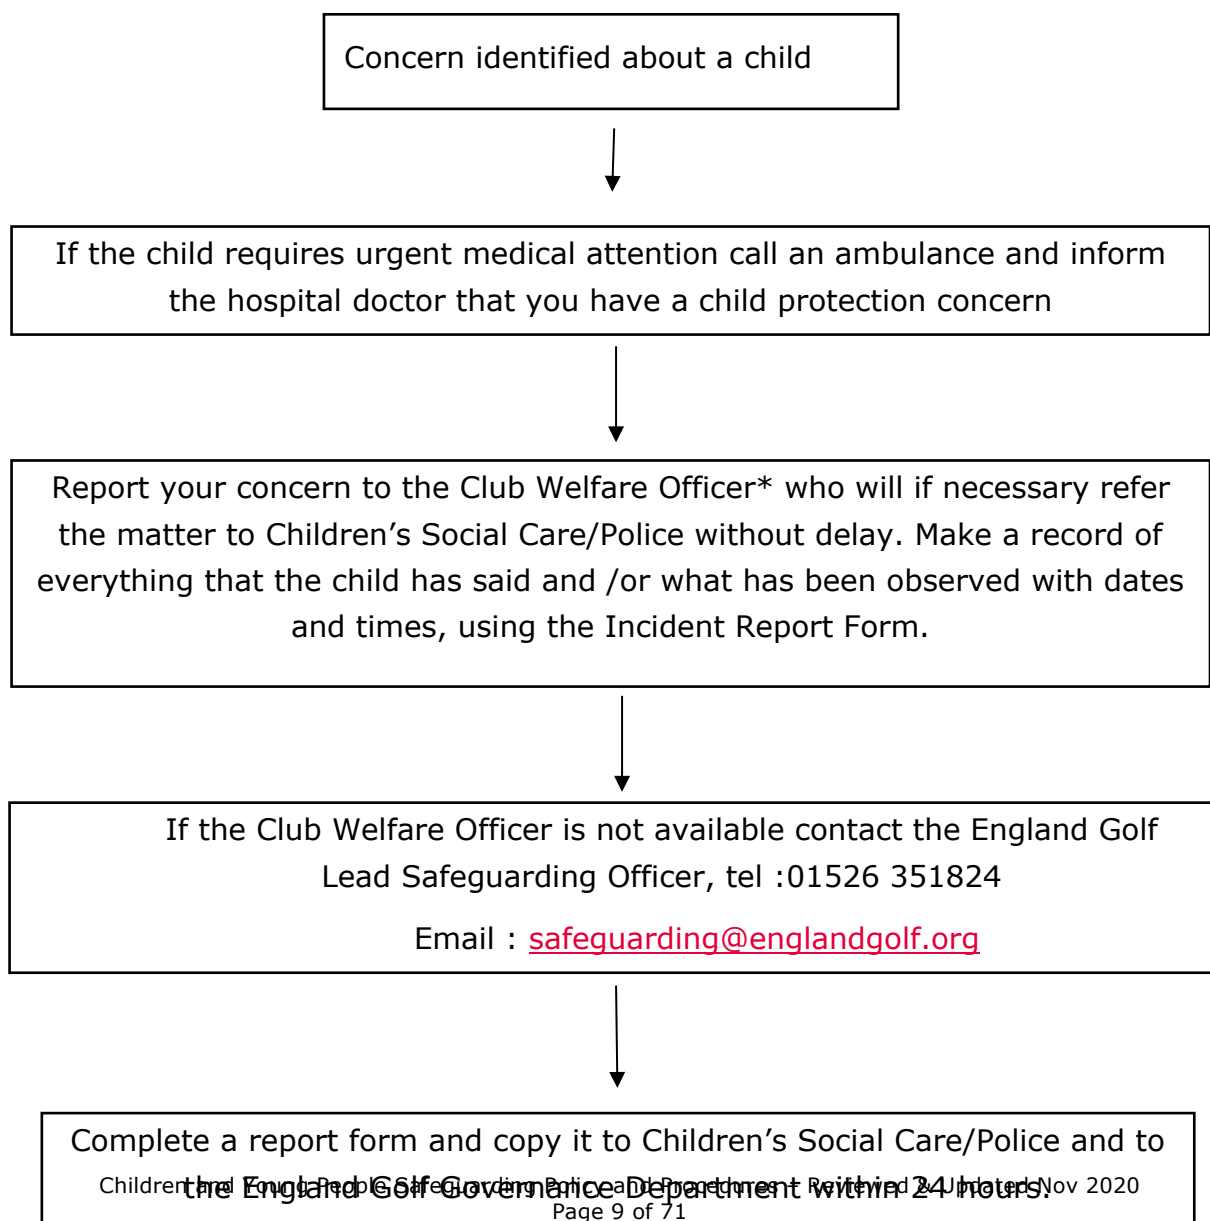 Concern identified about a child
If the child requires urgent medical attention call an ambulance and inform
the hospital doctor that you have a child protection concern
Report your concern to the Club Welfare Officer* who will if necessary refer
the matter to Children’s Social Care/Police without delay. Make a record of
everything that the child has said and /or what has been observed with dates
and times, using the Incident Report Form.
If the Club Welfare Officer is not available contact the England Golf
Lead Safeguarding Officer, tel :01526 351824
Email : safeguarding@englandgolf.org
Complete a report form and copy it to Children’s Social Care/Police and to
the England Golf Governance Department within 24 hours.
Children and Young People Safeguarding Policy and Procedures – Reviewed & Updated Nov 2020
Page 9 of 71